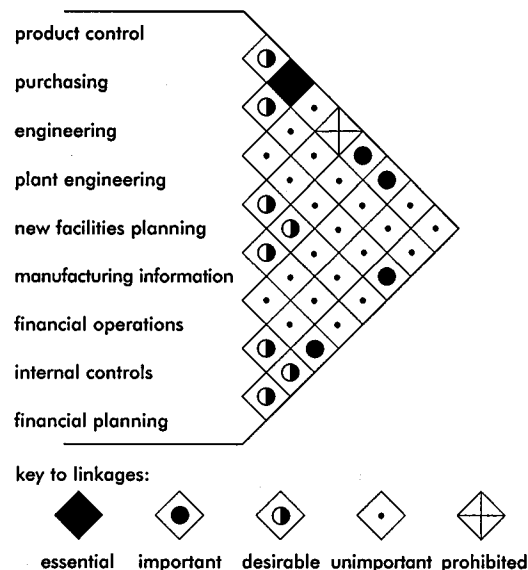 product control
purchasing
engineering
plant engineering
new facilities planning
manufacturing information
financial operations
internal controls
financial planning
key to linkages:
essential important desirable unimportant prohibited